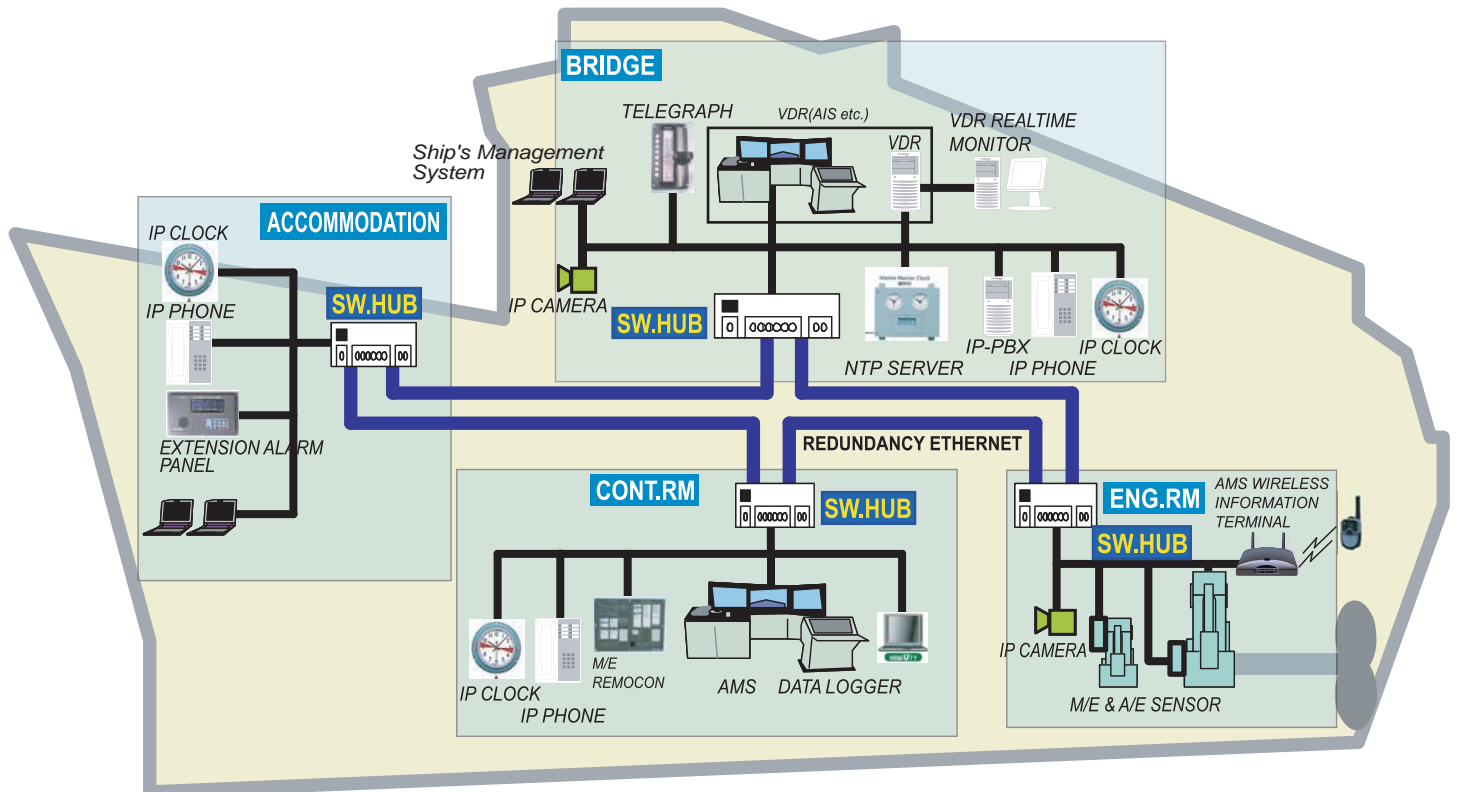 BRIDGE
TELEGRAPH
VDR(AIS etc.)
VDR
VDR REALTIME
MONITOR
Ship's Management
System
IP CAMERA
SW.HUB
Marine Master Clock
NTP SERVER
IP-PBX
IP PHONE
IP CLOCK
ACCOMMODATION
IP CLOCK
IP PHONE
SW.HUB
EXTENSION ALARM
PANEL
REDUNDANCY ETHERNET
CONT.RM
SW.HUB
IP CLOCK
IP PHONE
M/E
REMOCON
AMS
DATA LOGGER
ENG.RM
SW.HUB
AMS WIRELESS
INFORMATION
TERMINAL
IP CAMERA
M/E & A/E SENSOR